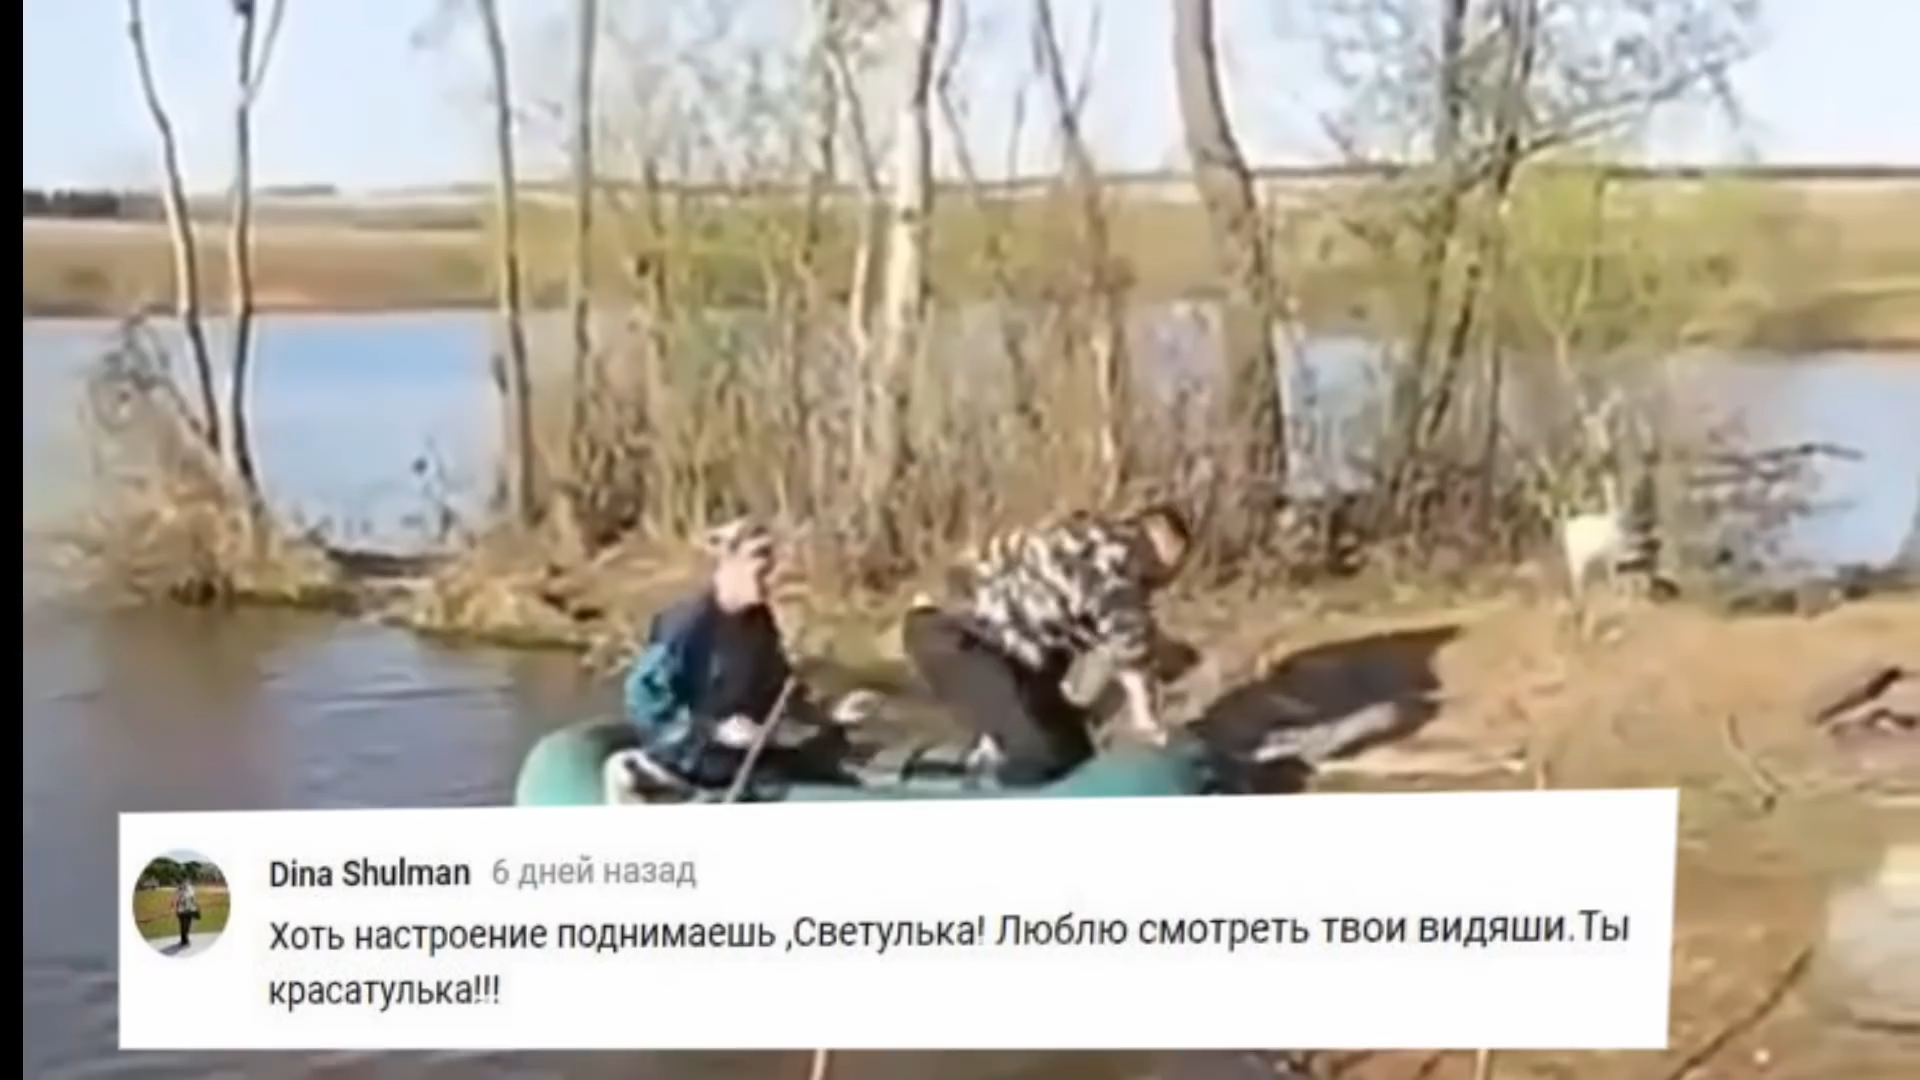 Dina Shulman 6 дней назад
Хоть настроение поднимаешь ,Светулька! Люблю смотреть твои видяши.Ты
красатулька!!!